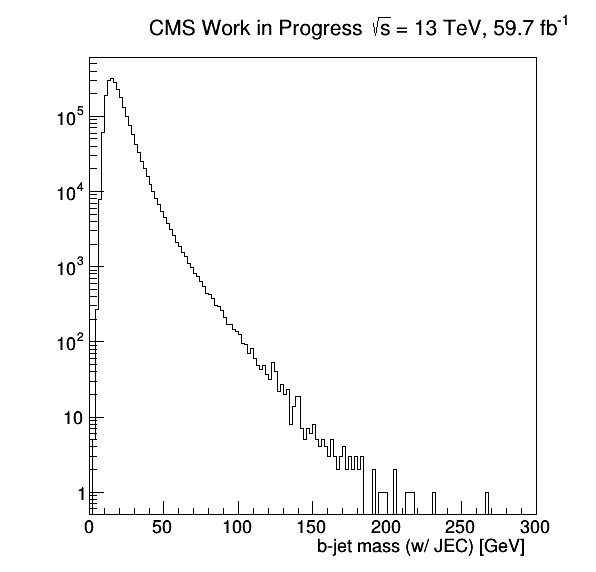 CMS Work in Progress √s = 13 TeV, 59.7 fb⁻¹
10⁵
10⁴
10³
10²
10
1
0 50 100 150 200 250 300
b-jet mass (w/ JEC) [GeV]